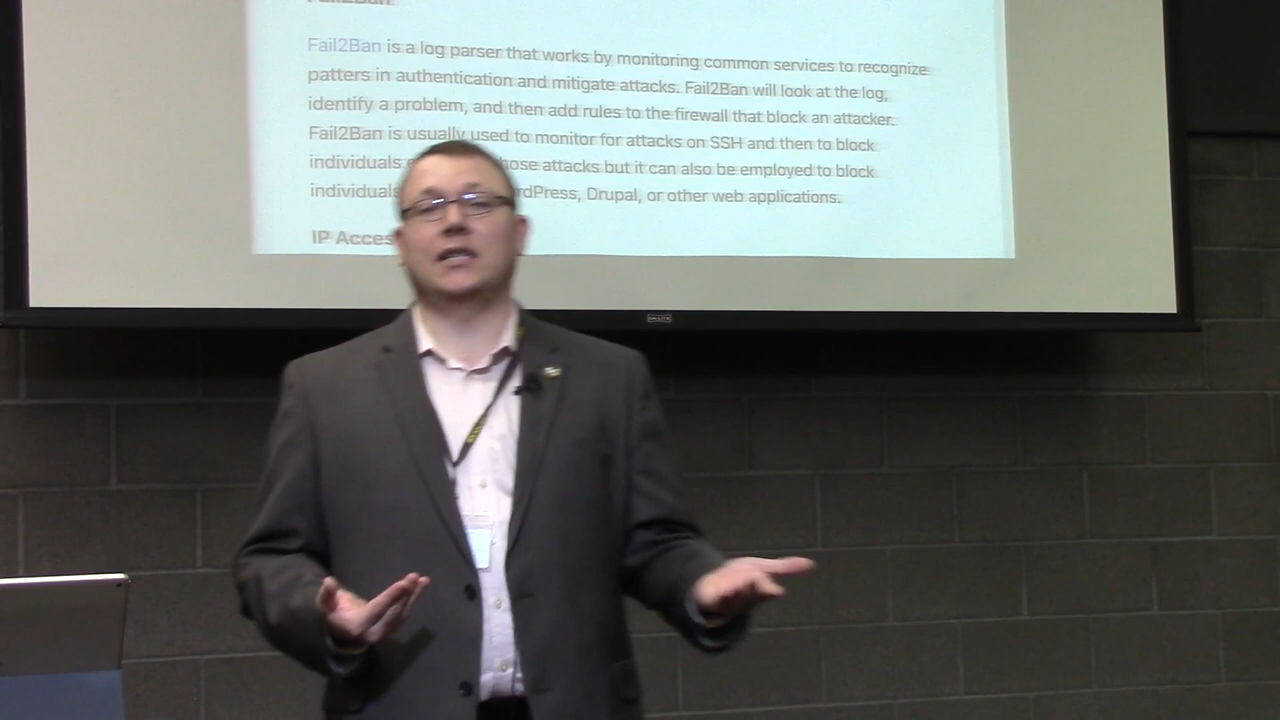 Fail2Ban
Fail2Ban is a log parser that works by monitoring common services to recognize
patters in authentication and mitigate attacks. Fail2Ban will look at the log,
identify a problem, and then add rules to the firewall that block an attacker.
Fail2Ban is usually used to monitor for attacks on SSH and then to block
individuals hose attacks but it can also be employed to block
individuals rdPress, Drupal, or other web applications.
IP Acces
DA-LITE